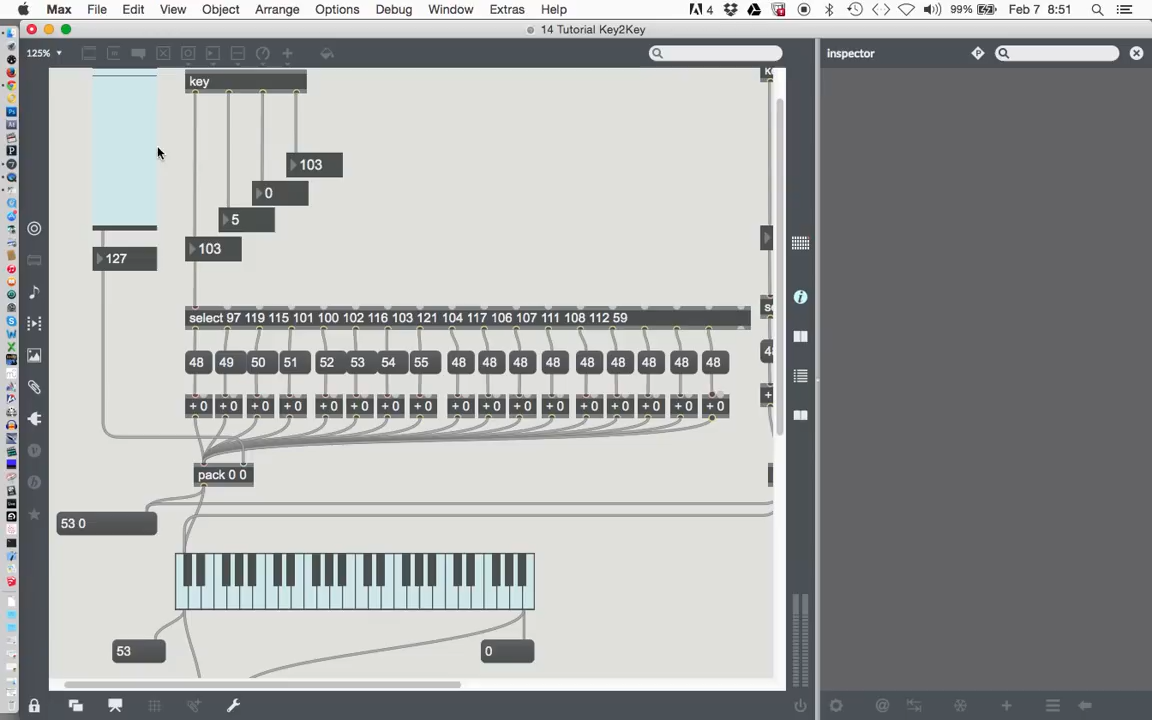 Max File Edit View Object Arrange Options Debug Window Extras Help 4 99% Feb 7 8:51
14 Tutorial Key2Key
125%
inspector
key
103
0
5
103
127
select 97 119 115 101 100 102 116 103 121 104 117 106 107 111 108 112 59
48 49 50 51 52 53 54 55 48 48 48 48 48 48 48 48 48
+ 0 + 0 + 0 + 0 + 0 + 0 + 0 + 0 + 0 + 0 + 0 + 0 + 0 + 0 + 0 + 0 + 0
pack 0 0
53 0
53
0